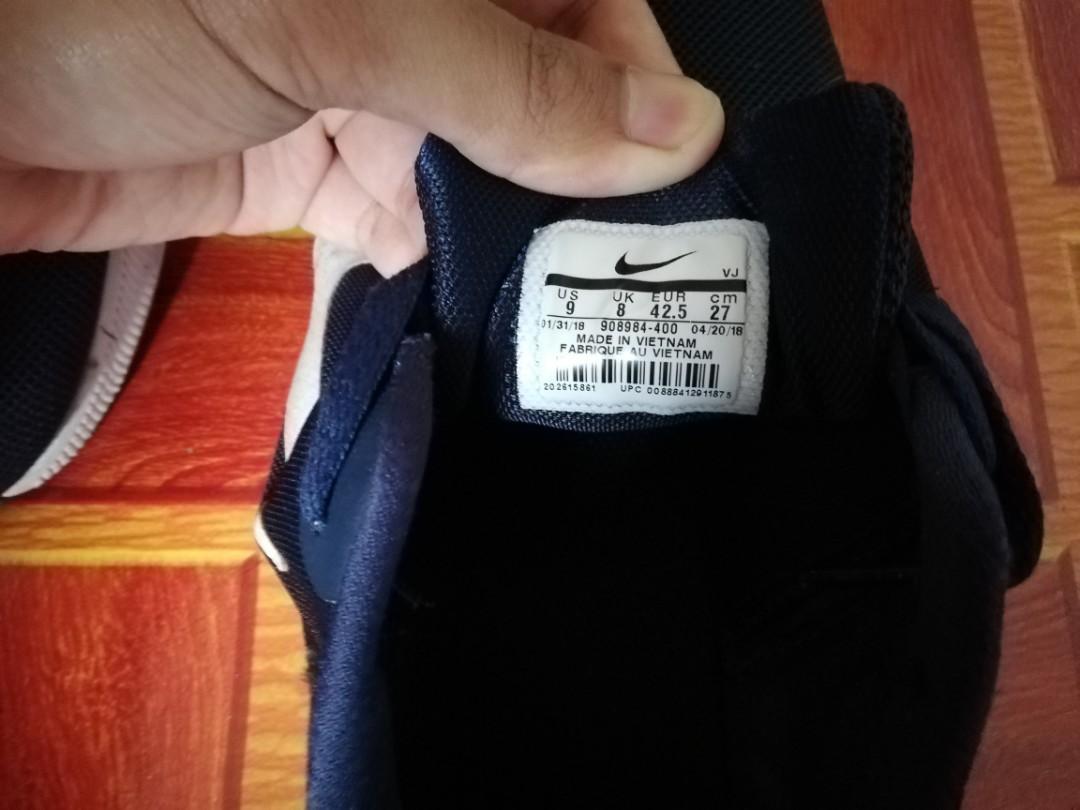 VJ
US UK EUR cm
9 8 42.5 27
01/31/18 908984-400 04/20/18
MADE IN VIETNAM
FABRIQUE AU VIETNAM
202615861 UPC 00888412911875